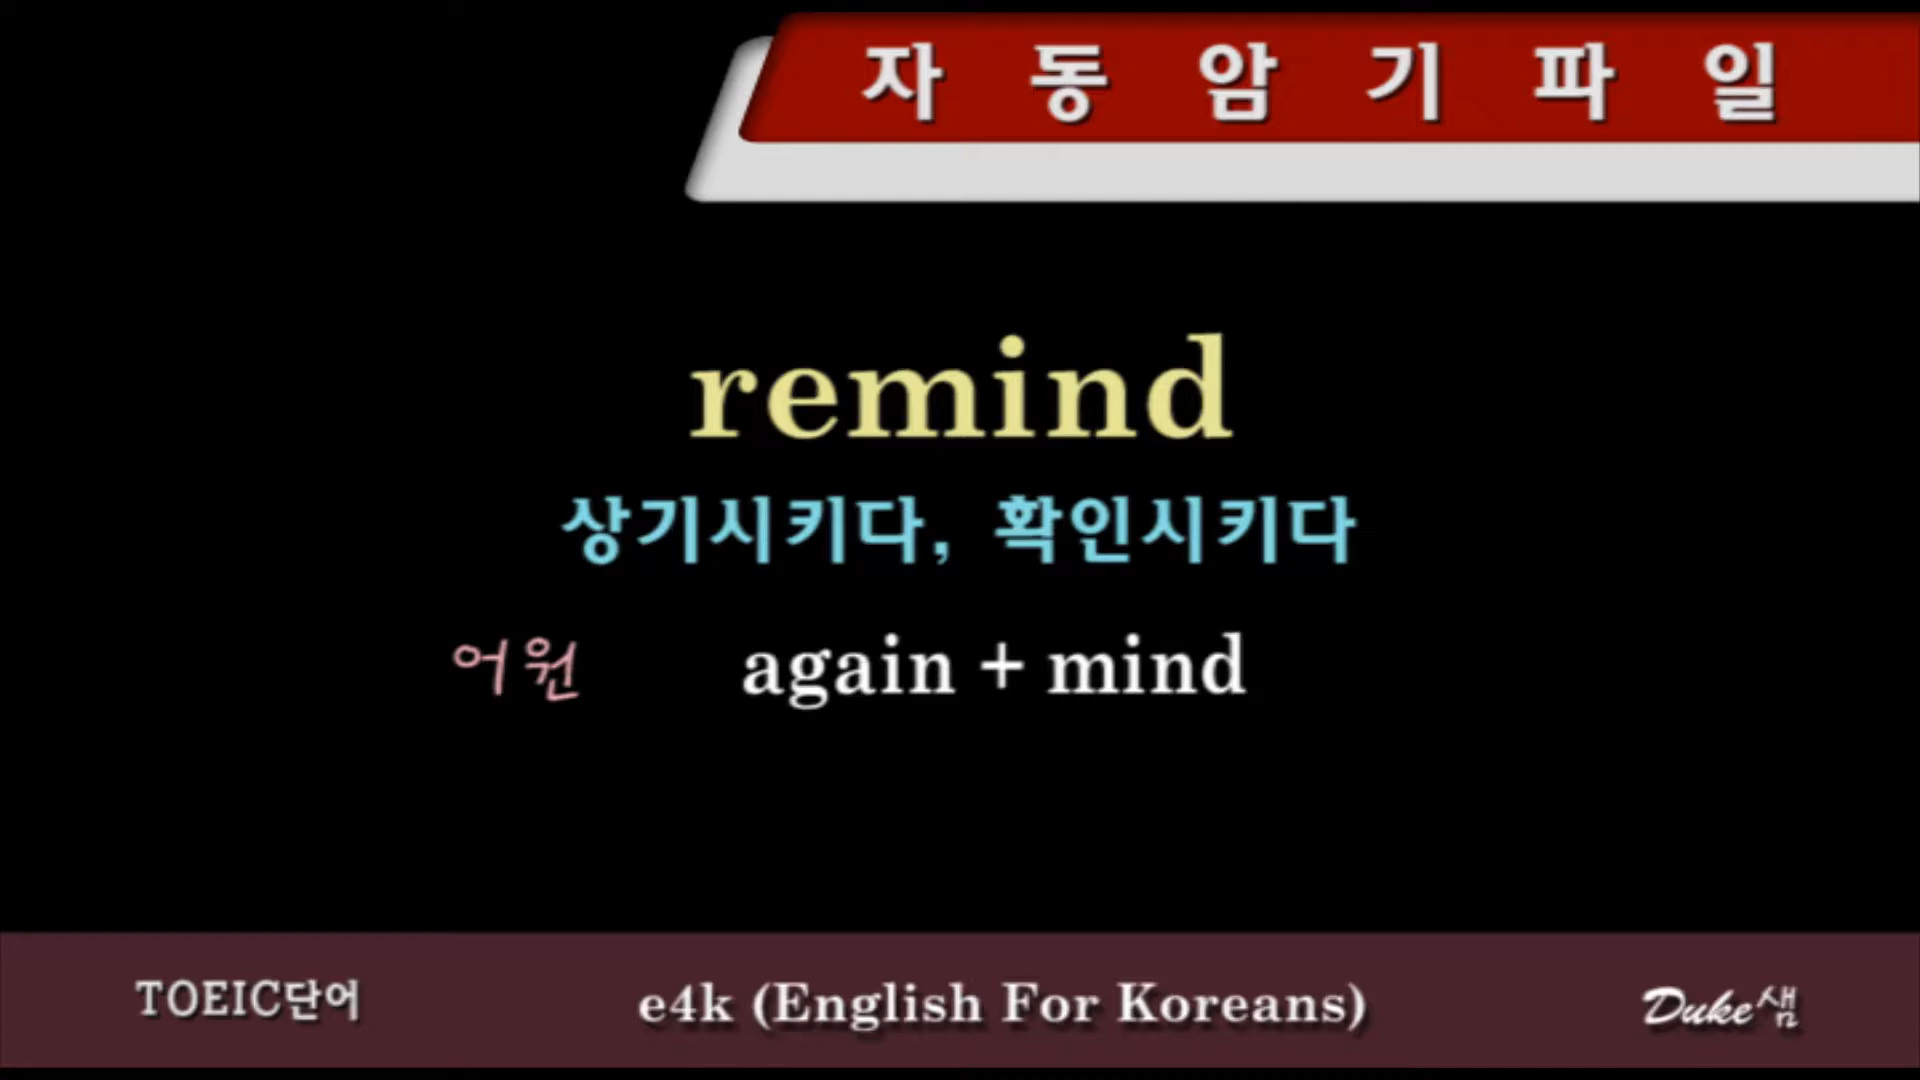 자 동 암 기 파 일
remind
상기시키다, 확인시키다
어원 again + mind
TOEIC단어 e4k (English For Koreans) Duke샘